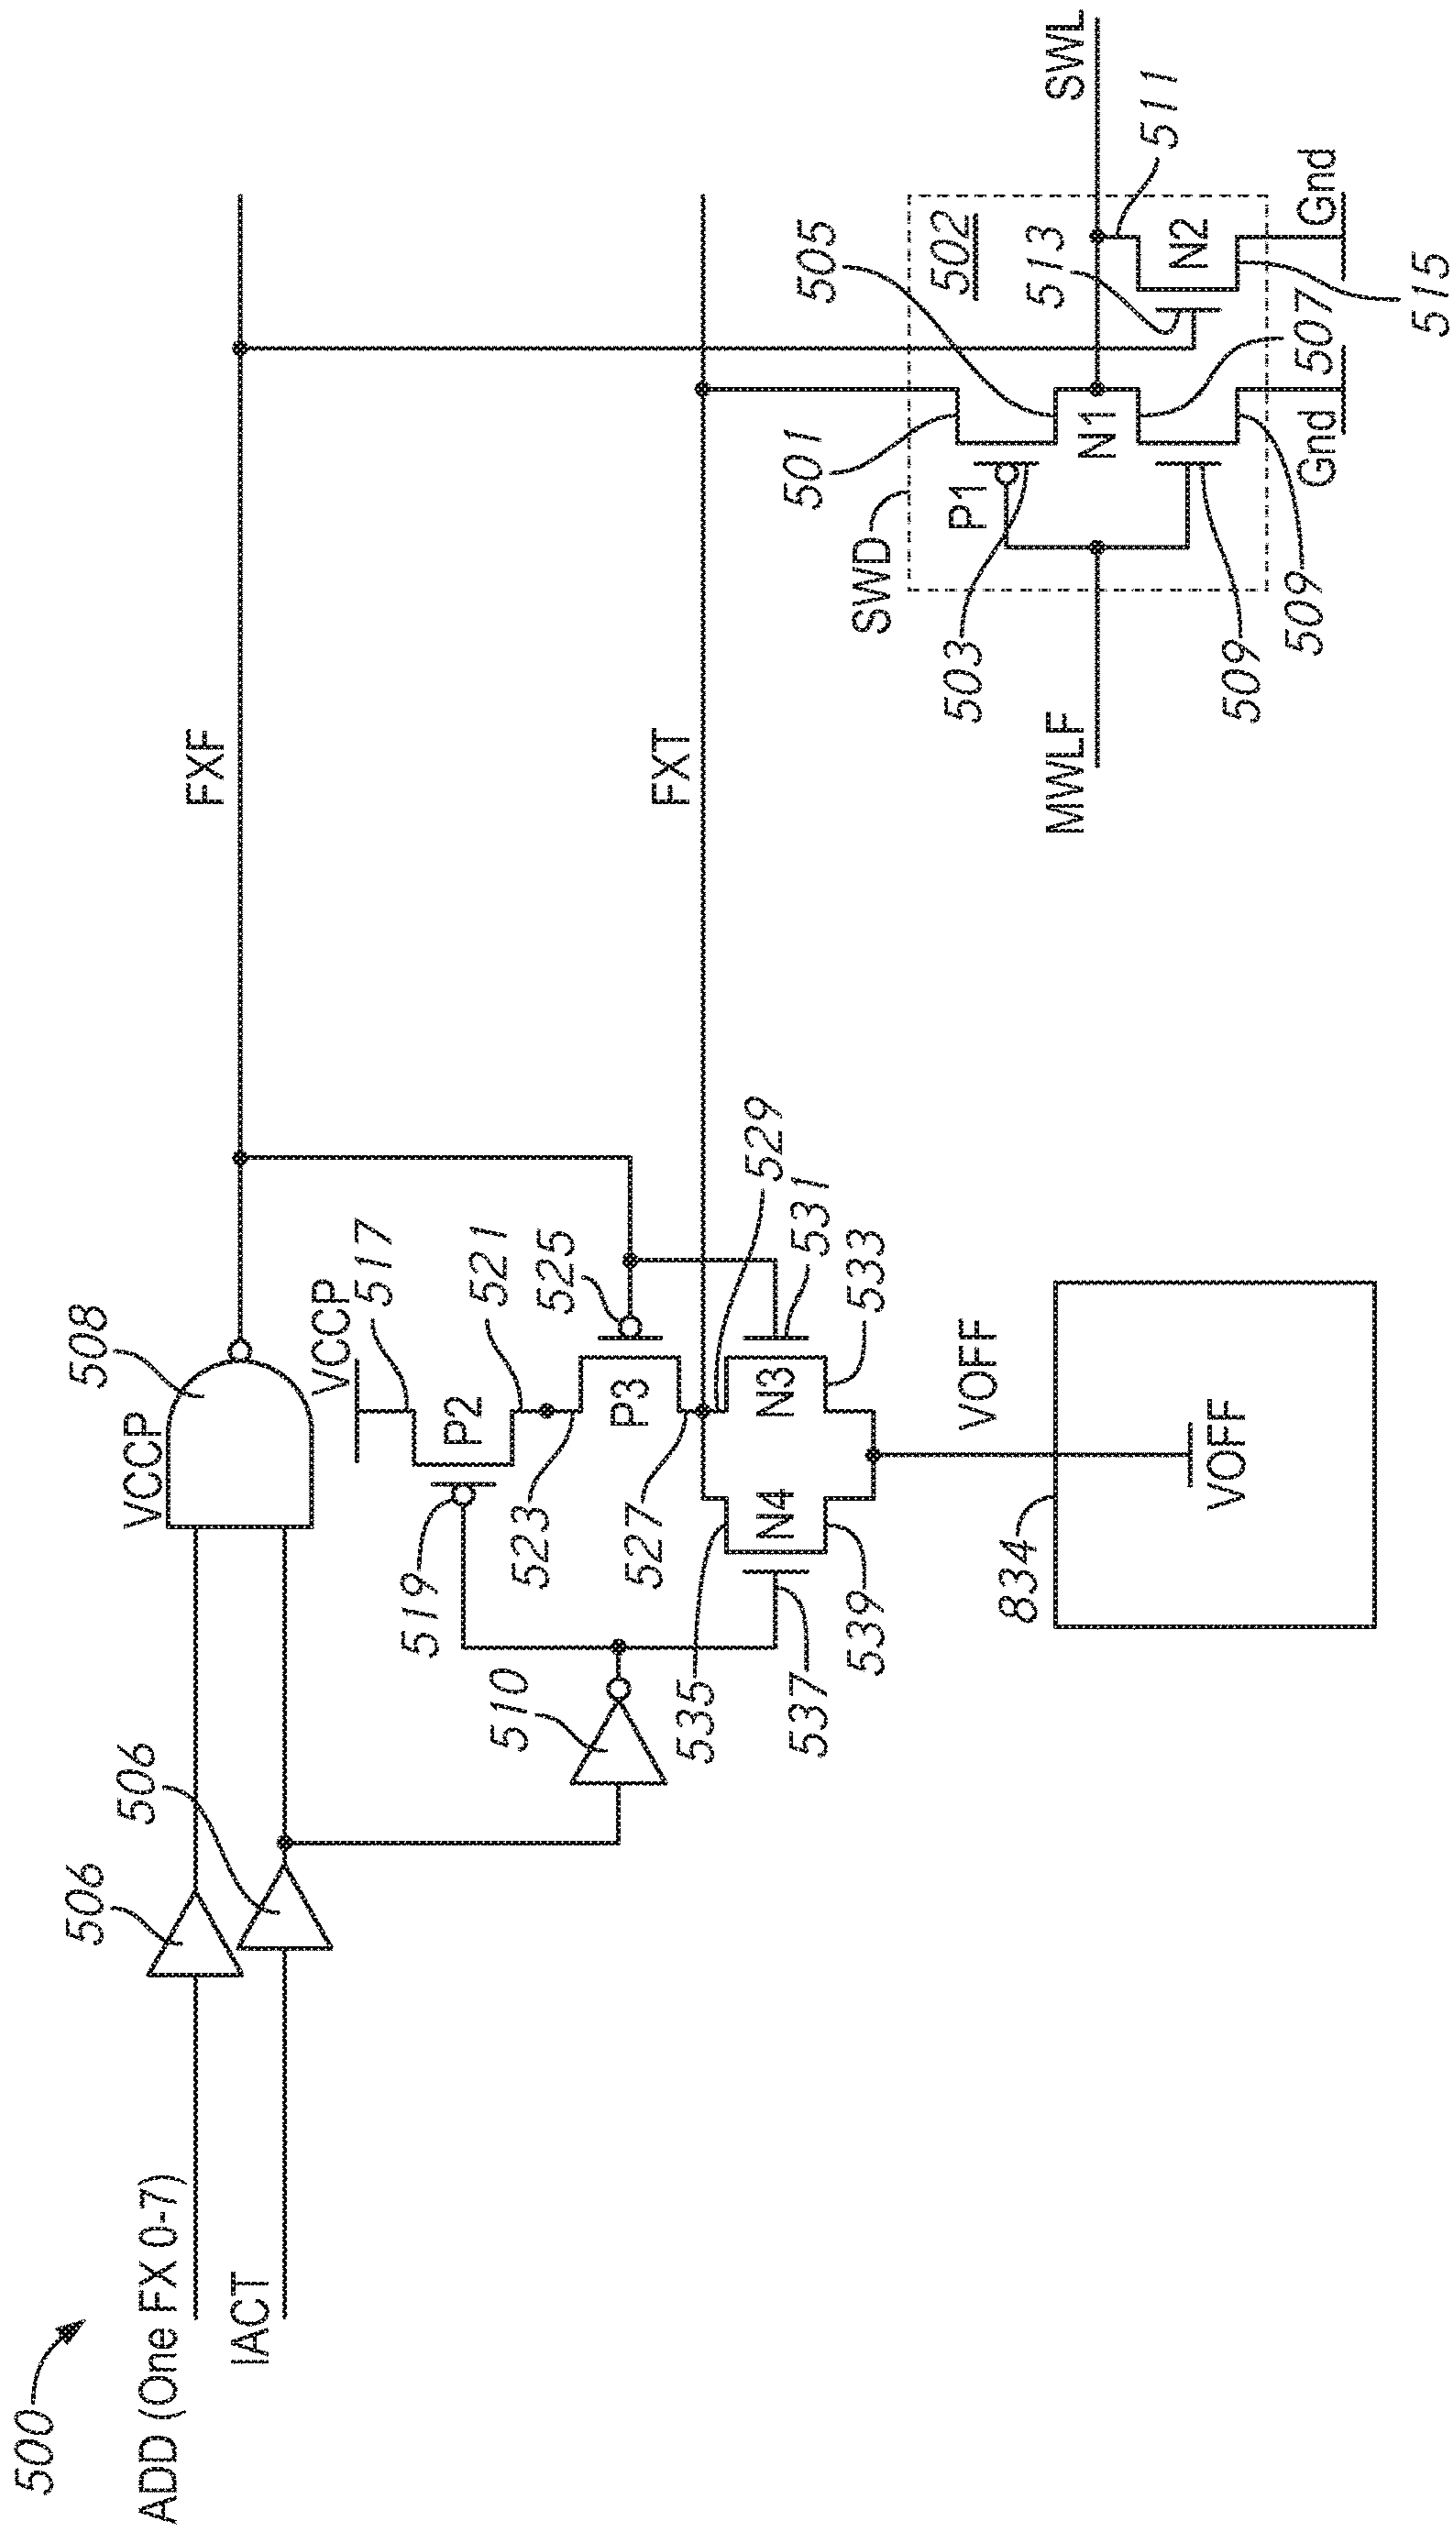 500
ADD (One FX 0-7)
IACT
506
506
508
VCCP
510
VCCP
517
519
P2
521
523
525
P3
527
529
535
N4
N3
531
537
539
533
VOFF
834
VOFF
FXF
FXT
MWLF
SWD
502
501
P1
503
505
N1
507
509
509
Gnd
513
N2
511
515
Gnd
SWL